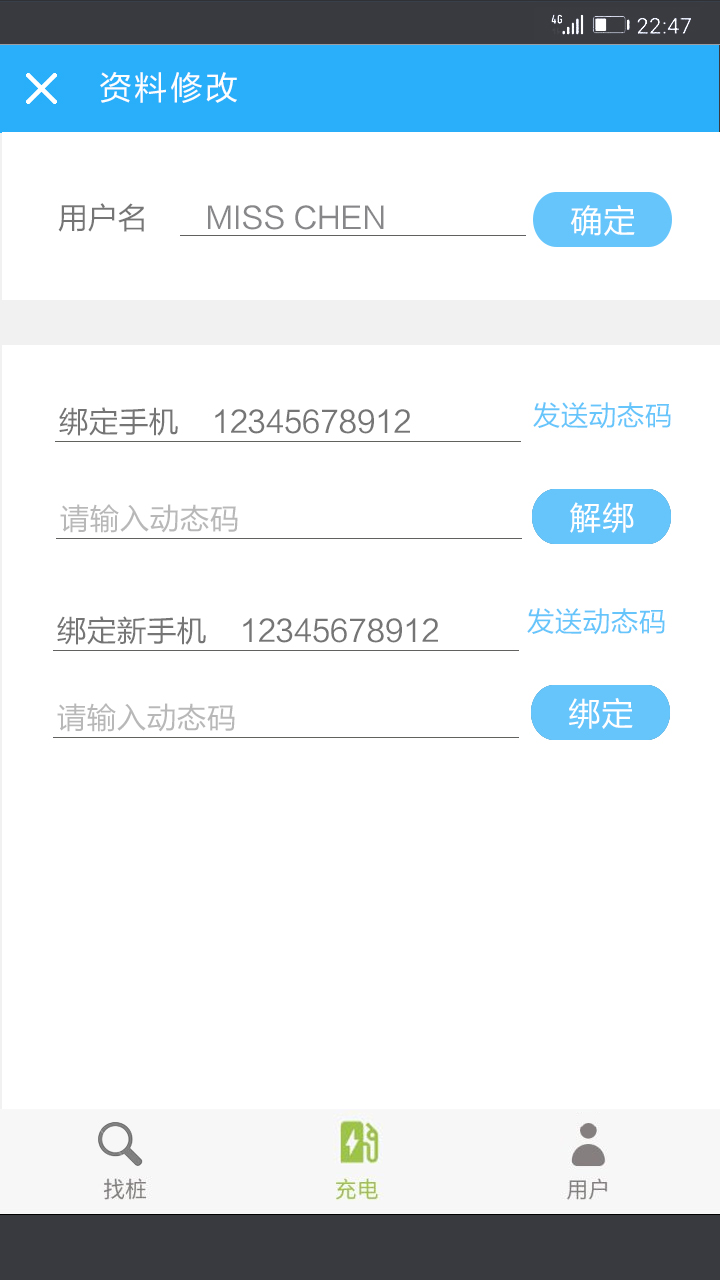 4G 22:47
资料修改
用户名 MISS CHEN 确定
绑定手机 12345678912 发送动态码
请输入动态码 解绑
绑定新手机 12345678912 发送动态码
请输入动态码 绑定
找桩 充电 用户